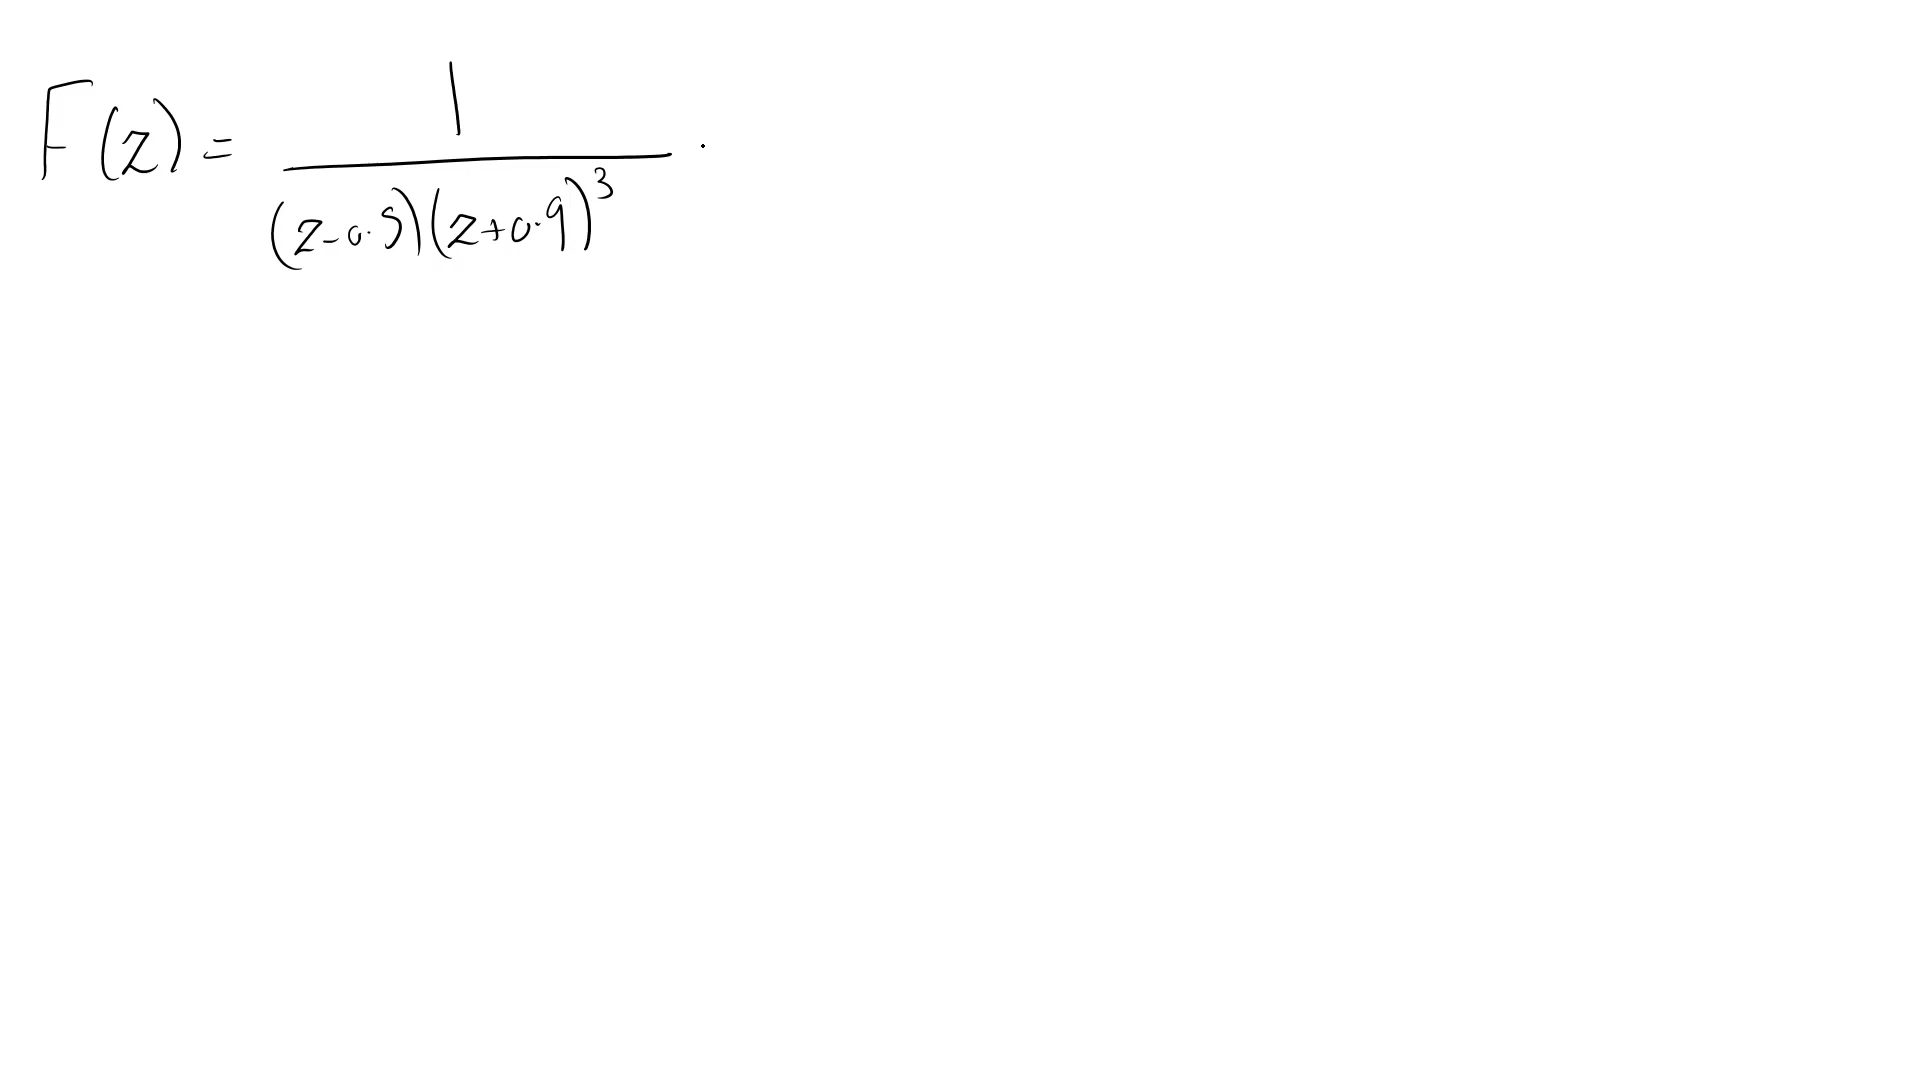 F(z) = 1 / (z-0.5)(z+0.9)^3